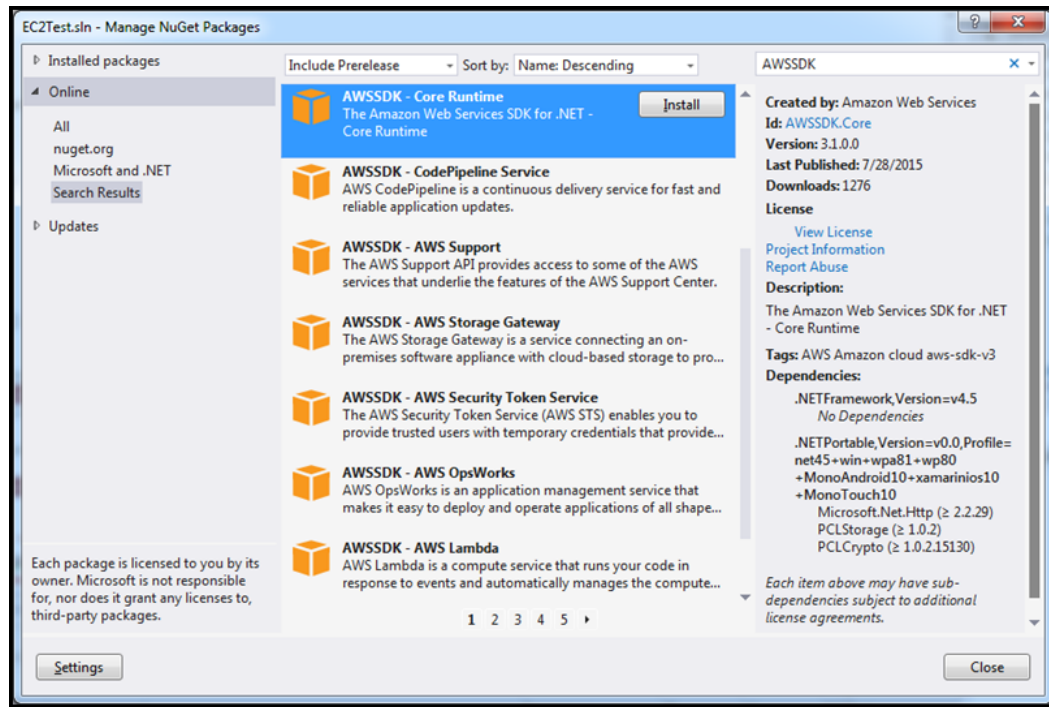 EC2Test.sln - Manage NuGet Packages
Installed packages
Online
All
nuget.org
Microsoft and .NET
Search Results
Updates
Each package is licensed to you by its
owner. Microsoft is not responsible
for, nor does it grant any licenses to,
third-party packages.
Settings
Include Prerelease
Sort by: Name: Descending
AWSSDK - Core Runtime
The Amazon Web Services SDK for .NET -
Core Runtime
Install
AWSSDK - CodePipeline Service
AWS CodePipeline is a continuous delivery service for fast and
reliable application updates.
AWSSDK - AWS Support
The AWS Support API provides access to some of the AWS
services that underlie the features of the AWS Support Center.
AWSSDK - AWS Storage Gateway
The AWS Storage Gateway is a service connecting an on-
premises software appliance with cloud-based storage to pro...
AWSSDK - AWS Security Token Service
The AWS Security Token Service (AWS STS) enables you to
provide trusted users with temporary credentials that provide...
AWSSDK - AWS OpsWorks
AWS OpsWorks is an application management service that
makes it easy to deploy and operate applications of all shape...
AWSSDK - AWS Lambda
AWS Lambda is a compute service that runs your code in
response to events and automatically manages the compute...
1 2 3 4 5
AWSSDK
Created by: Amazon Web Services
Id: AWSSDK.Core
Version: 3.1.0.0
Last Published: 7/28/2015
Downloads: 1276
License
View License
Project Information
Report Abuse
Description:
The Amazon Web Services SDK for .NET
- Core Runtime
Tags: AWS Amazon cloud aws-sdk-v3
Dependencies:
.NETFramework,Version=v4.5
No Dependencies
.NETPortable,Version=v0.0,Profile=
net45+win+wpa81+wp80
+MonoAndroid10+xamarinios10
+MonoTouch10
Microsoft.Net.Http (≥ 2.2.29)
PCLStorage (≥ 1.0.2)
PCLCrypto (≥ 1.0.2.15130)
Each item above may have sub-
dependencies subject to additional
license agreements.
Close